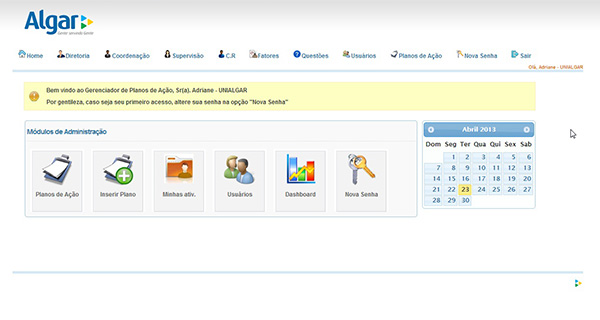 Algar
Gente servindo Gente
Home Diretoria Coordenação Supervisão C.R Fatores Questões Usuários Planos de Ação Nova Senha Sair
Olá, Adriane - UNIALGAR
Bem vindo ao Gerenciador de Planos de Ação, Sr(a). Adriane - UNIALGAR
Por gentileza, caso seja seu primeiro acesso, altere sua senha na opção "Nova Senha"
Módulos de Administração
Planos de Ação Inserir Plano Minhas ativ. Usuários Dashboard Nova Senha
Abril 2013
Dom Seg Ter Qua Qui Sex Sab
1 2 3 4 5 6
7 8 9 10 11 12 13
14 15 16 17 18 19 20
21 22 23 24 25 26 27
28 29 30